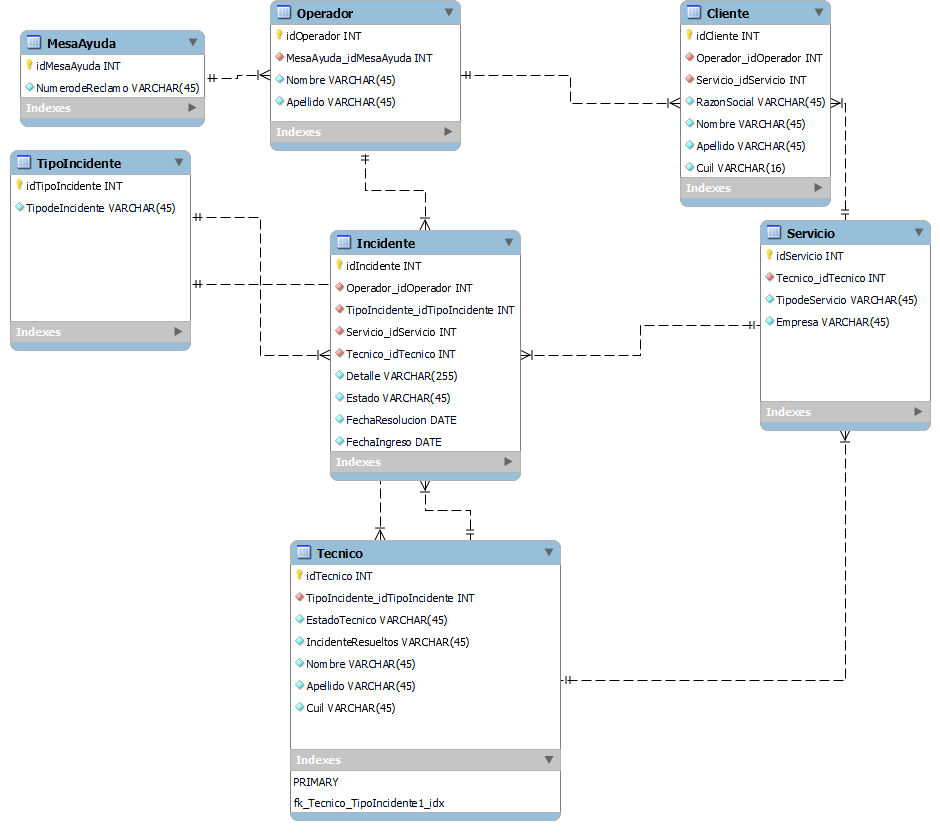 MesaAyuda
idMesaAyuda INT
NumerodeReclamo VARCHAR(45)
Indexes
Operador
idOperador INT
MesaAyuda_idMesaAyuda INT
Nombre VARCHAR(45)
Apellido VARCHAR(45)
Indexes
Cliente
idCliente INT
Operador_idOperador INT
Servicio_idServicio INT
RazonSocial VARCHAR(45)
Nombre VARCHAR(45)
Apellido VARCHAR(45)
Cuil VARCHAR(16)
Indexes
TipoIncidente
idTipoIncidente INT
TipodeIncidente VARCHAR(45)
Indexes
Incidente
idIncidente INT
Operador_idOperador INT
TipoIncidente_idTipoIncidente INT
Servicio_idServicio INT
Tecnico_idTecnico INT
Detalle VARCHAR(255)
Estado VARCHAR(45)
FechaResolucion DATE
FechaIngreso DATE
Indexes
Servicio
idServicio INT
Tecnico_idTecnico INT
TipodeServicio VARCHAR(45)
Empresa VARCHAR(45)
Indexes
Tecnico
idTecnico INT
TipoIncidente_idTipoIncidente INT
EstadoTecnico VARCHAR(45)
IncidenteResueltos VARCHAR(45)
Nombre VARCHAR(45)
Apellido VARCHAR(45)
Cuil VARCHAR(45)
Indexes
PRIMARY
fk_Tecnico_TipoIncidente1_idx